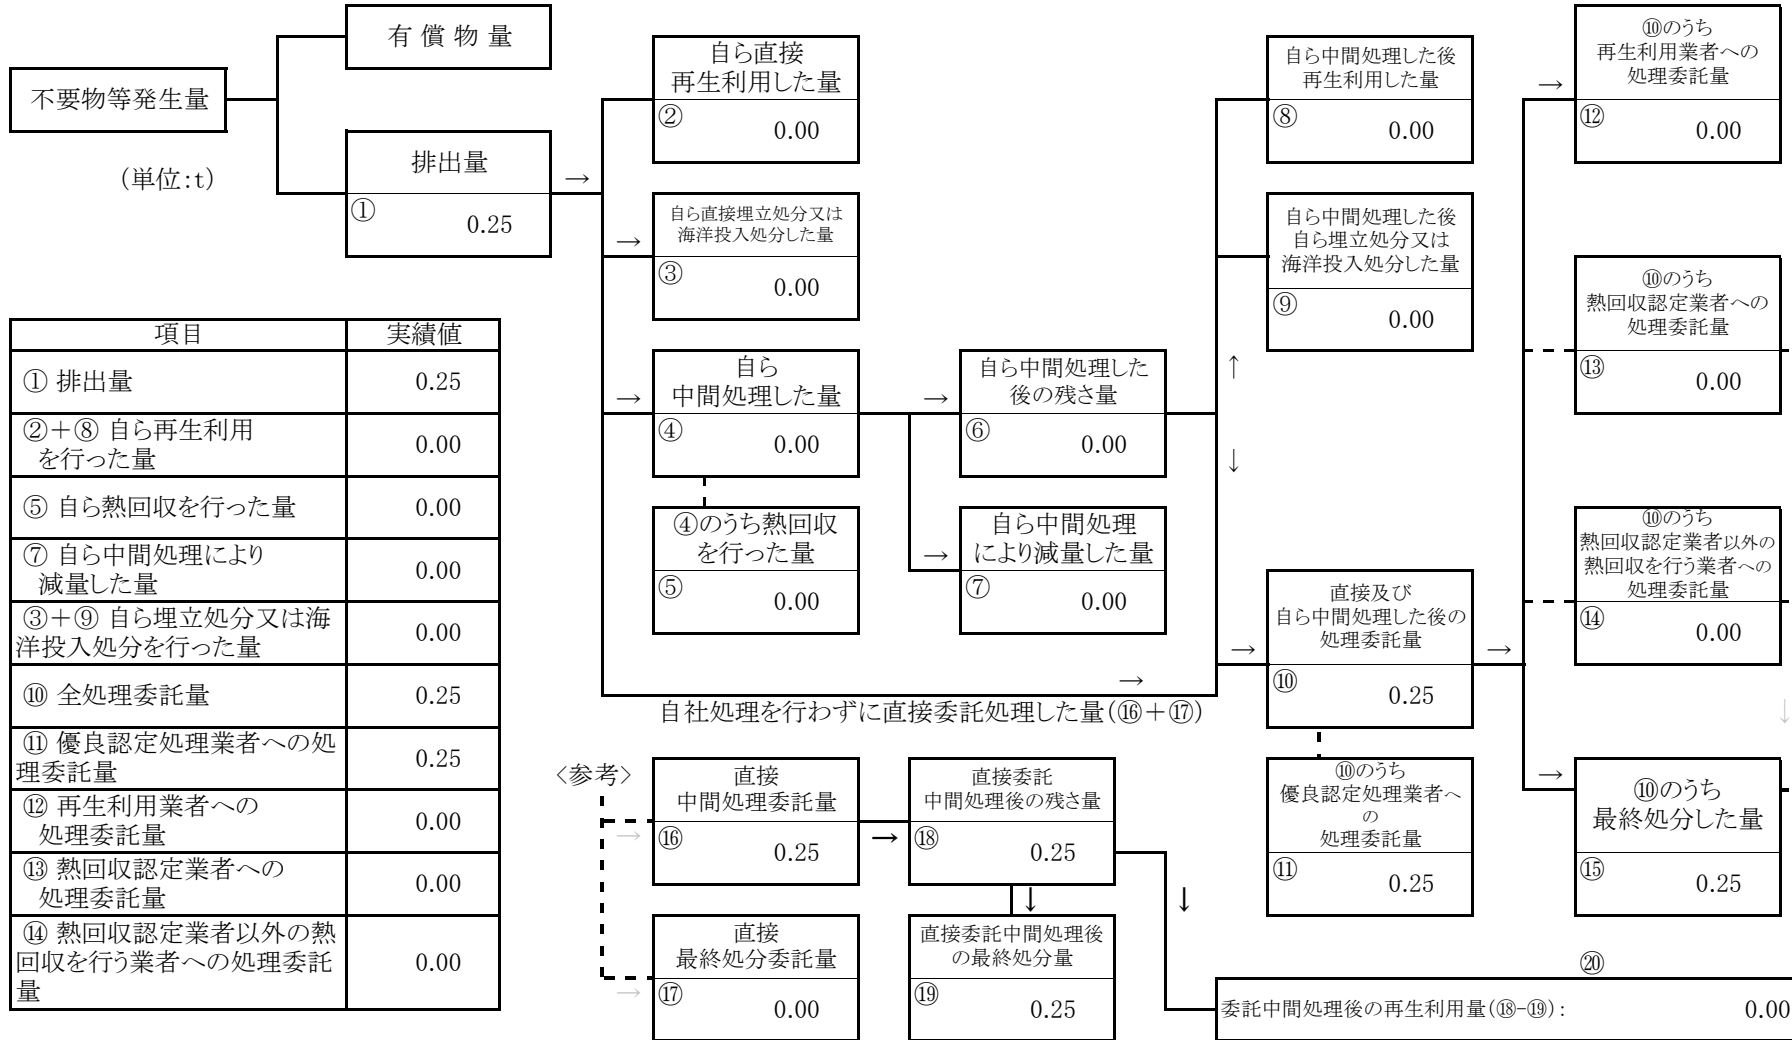 有 償 物 量
不要物等発生量
(単位:t)
排出量
①
0.25
→
自ら直接
再生利用した量
②
0.00
→
自ら直接埋立処分又は
海洋投入処分した量
③
0.00
→
自ら
中間処理した量
④
0.00
④のうち熱回収
を行った量
⑤
0.00
→
自ら中間処理した
後の残さ量
⑥
0.00
→
自ら中間処理
により減量した量
⑦
0.00
自ら中間処理した後
再生利用した量
⑧
0.00
自ら中間処理した後
自ら埋立処分又は
海洋投入処分した量
⑨
0.00
↑
↓
→
自社処理を行わずに直接委託処理した量(⑯+⑰)
→
直接及び
自ら中間処理した後の
処理委託量
⑩
0.25
→
⑩のうち
優良認定処理業者へ
の
処理委託量
⑪
0.25
→
⑩のうち
再生利用業者への
処理委託量
⑫
0.00
⑩のうち
熱回収認定業者への
処理委託量
⑬
0.00
⑩のうち
熱回収認定業者以外の
熱回収を行う業者への
処理委託量
⑭
0.00
↓
→
⑩のうち
最終処分した量
⑮
0.25
項目 実績値
① 排出量 0.25
②+⑧ 自ら再生利用
を行った量 0.00
⑤ 自ら熱回収を行った量 0.00
⑦ 自ら中間処理により
減量した量 0.00
③+⑨ 自ら埋立処分又は海
洋投入処分を行った量 0.00
⑩ 全処理委託量 0.25
⑪ 優良認定処理業者への処
理委託量 0.25
⑫ 再生利用業者への
処理委託量 0.00
⑬ 熱回収認定業者への
処理委託量 0.00
⑭ 熱回収認定業者以外の熱
回収を行う業者への処理委託
量 0.00
〈参考〉
→
直接
中間処理委託量
⑯
0.25
→
直接委託
中間処理後の残さ量
⑱
0.25
↓
↓
→
直接
最終処分委託量
⑰
0.00
直接委託中間処理後
の最終処分量
⑲
0.25
⑳
委託中間処理後の再生利用量(⑱-⑲): 0.00